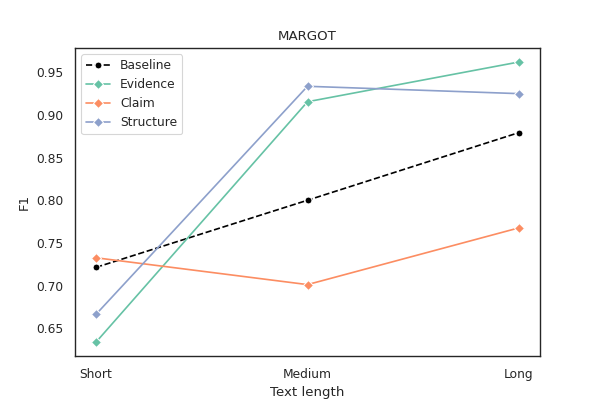 MARGOT
Baseline
Evidence
Claim
Structure
0.95
0.90
0.85
0.80
0.75
0.70
0.65
F1
Short Medium Long
Text length